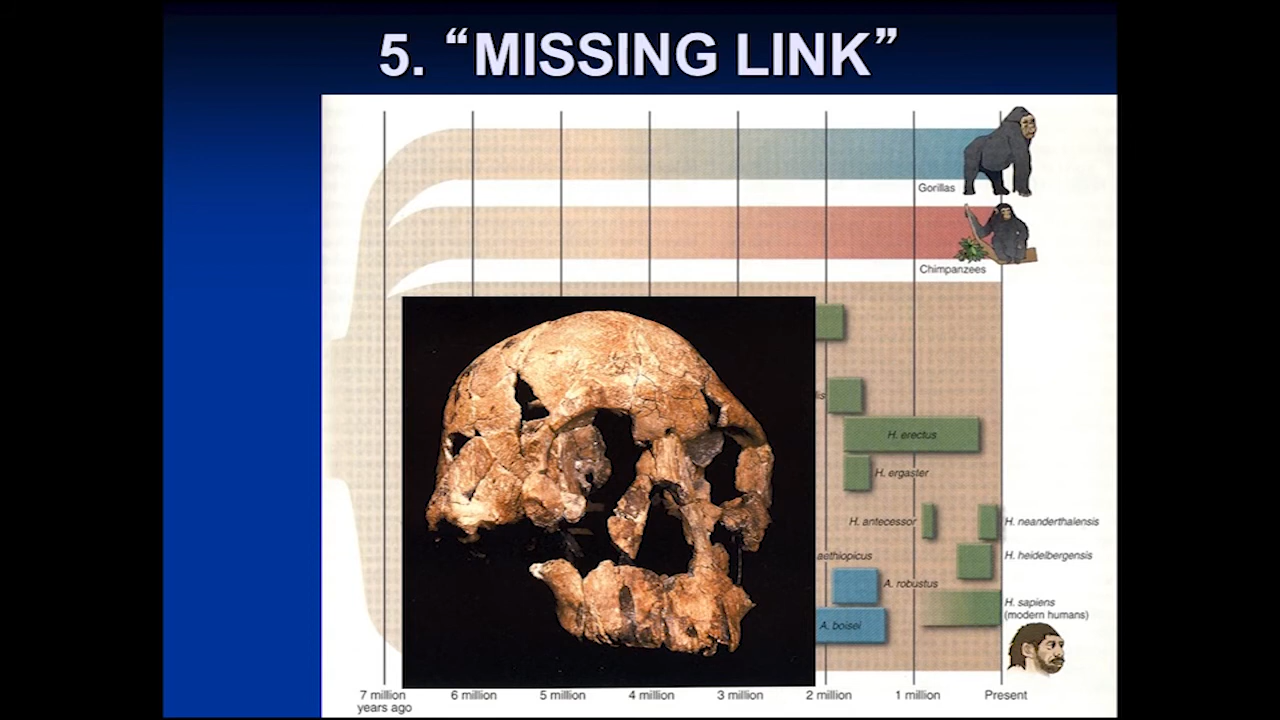 5. “MISSING LINK”
Gorillas
Chimpanzees
lis
H. erectus
H. ergaster
H. antecessor
H. neanderthalensis
aethiopicus
H. heidelbergensis
A. robustus
H. sapiens
(modern humans)
A. boisei
7 million
years ago
6 million
5 million
4 million
3 million
2 million
1 million
Present